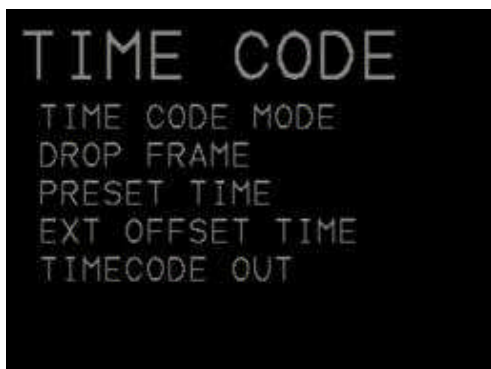 TIME CODE
TIME CODE MODE
DROP FRAME
PRESET TIME
EXT OFFSET TIME
TIMECODE OUT